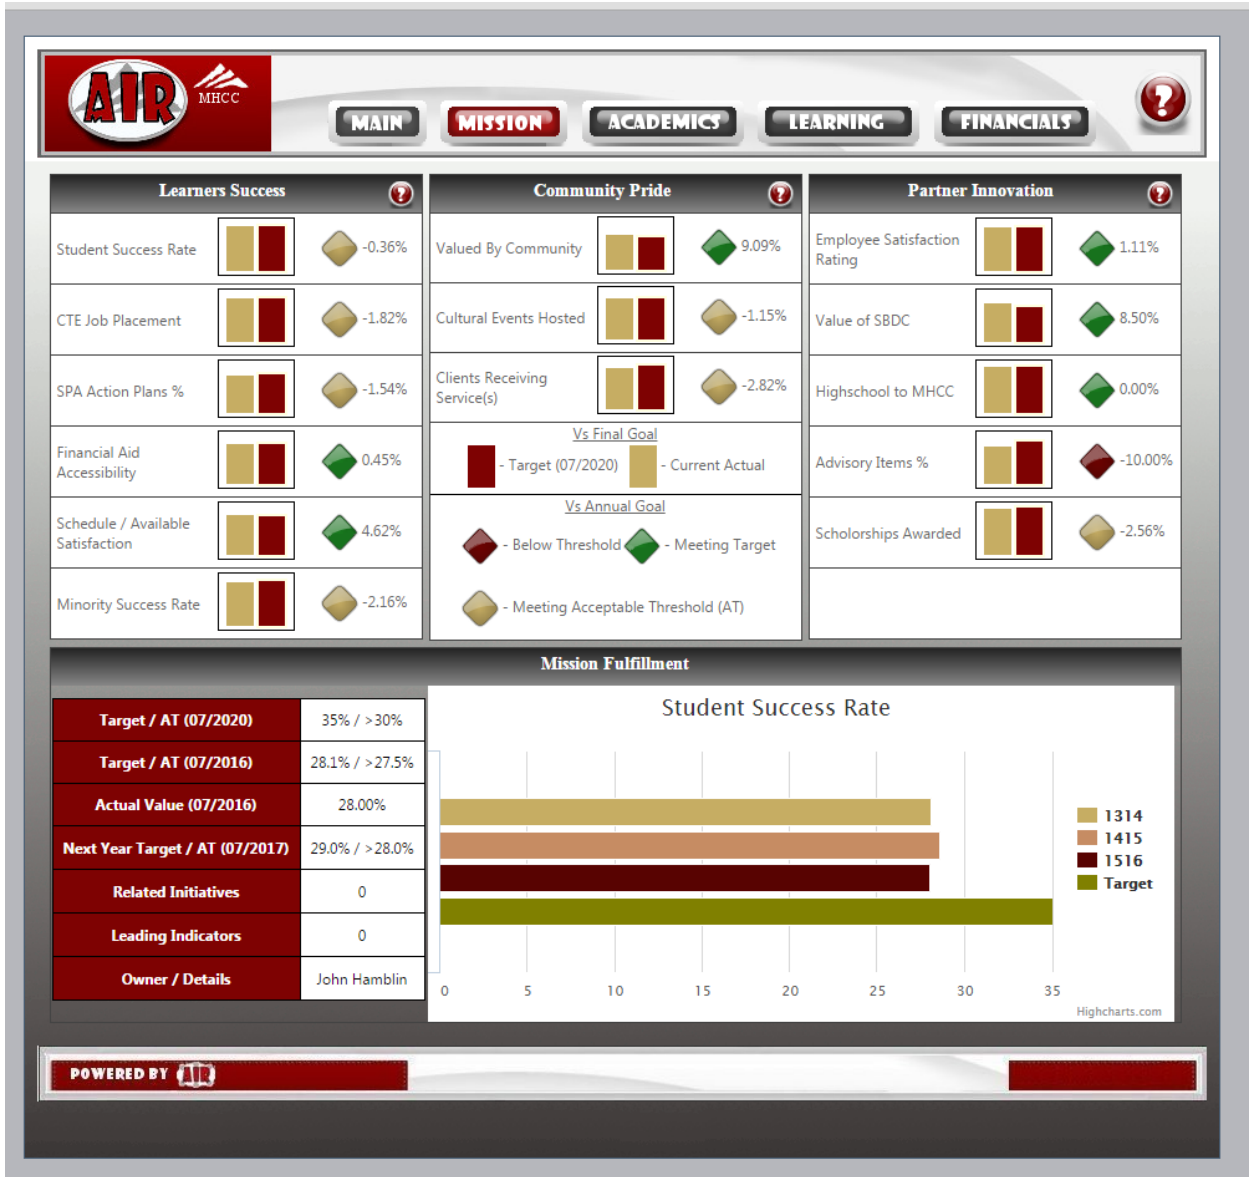 AIR
MHCC
MAIN
MISSION
ACADEMICS
LEARNING
FINANCIALS
?
Learners Success
?
Student Success Rate
-0.36%
CTE Job Placement
-1.82%
SPA Action Plans %
-1.54%
Financial Aid
Accessibility
0.45%
Schedule / Available
Satisfaction
4.62%
Minority Success Rate
-2.16%
Community Pride
?
Valued By Community
9.09%
Cultural Events Hosted
-1.15%
Clients Receiving
Service(s)
-2.82%
Vs Final Goal
- Target (07/2020)
- Current Actual
Vs Annual Goal
- Below Threshold
- Meeting Target
- Meeting Acceptable Threshold (AT)
Partner Innovation
?
Employee Satisfaction
Rating
1.11%
Value of SBDC
8.50%
Highschool to MHCC
0.00%
Advisory Items %
-10.00%
Scholorships Awarded
-2.56%
Mission Fulfillment
Target / AT (07/2020)
35% / >30%
Target / AT (07/2016)
28.1% / >27.5%
Actual Value (07/2016)
28.00%
Next Year Target / AT (07/2017)
29.0% / >28.0%
Related Initiatives
0
Leading Indicators
0
Owner / Details
John Hamblin
Student Success Rate
1314
1415
1516
Target
0 5 10 15 20 25 30 35
Highcharts.com
POWERED BY AIR